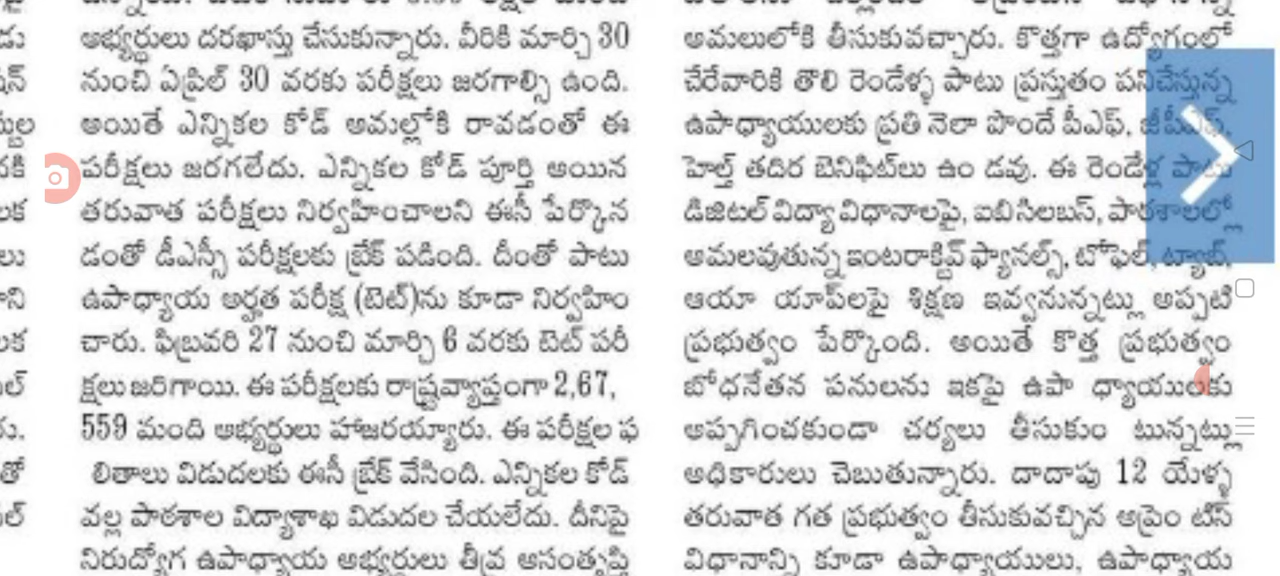 అభ్యర్థులు దరఖాస్తు చేసుకున్నారు. వీరికి మార్చి 30
నుంచి ఏప్రిల్ 30 వరకు పరీక్షలు జరగాల్సి ఉంది.
అయితే ఎన్నికల కోడ్ అమల్లోకి రావడంతో ఈ
పరీక్షలు జరగలేదు. ఎన్నికల కోడ్ పూర్తి అయిన
తరువాత పరీక్షలు నిర్వహించాలని ఈసీ పేర్కొన
డంతో డీఎస్సీ పరీక్షలకు బ్రేక్ పడింది. దీంతో పాటు
ఉపాధ్యాయ అర్హత పరీక్ష (టెట్)ను కూడా నిర్వహిం
చారు. ఫిబ్రవరి 27 నుంచి మార్చి 6 వరకు టెట్ పరీ
క్షలు జరిగాయి. ఈ పరీక్షలకు రాష్ట్రవ్యాప్తంగా 2,67,
559 మంది అభ్యర్థులు హాజరయ్యారు. ఈ పరీక్షల ఫ
లితాలు విడుదలకు ఈసీ బ్రేక్ వేసింది. ఎన్నికల కోడ్
వల్ల పాఠశాల విద్యాశాఖ విడుదల చేయలేదు. దీనిపై
నిరుద్యోగ ఉపాధ్యాయ అభ్యర్థులు తీవ్ర అసంతృప్తి
అమలులోకి తీసుకువచ్చారు. కొత్తగా ఉద్యోగంలో
చేరేవారికి తొలి రెండేళ్ళ పాటు ప్రస్తుతం పనిచేస్తున్న
ఉపాధ్యాయులకు ప్రతి నెలా పొందే పీఎఫ్, జీపీఎఫ్,
హెల్త్ తదిర బెనిఫిట్‌లు ఉం డవు. ఈ రెండేళ్ల పాటు
డిజిటల్ విద్యా విధానాలపై, ఐబి సిలబస్, పాఠశాలల్లో
అమలవుతున్న ఇంటరాక్టివ్ ఫ్యానల్స్, టోఫెల్, ట్యాబ్,
ఆయా యాప్‌లపై శిక్షణ ఇవ్వనున్నట్లు అప్పటి
ప్రభుత్వం పేర్కొంది. అయితే కొత్త ప్రభుత్వం
బోధనేతన పనులను ఇకపై ఉపా ధ్యాయులకు
అప్పగించకుండా చర్యలు తీసుకుం టున్నట్లు
అధికారులు చెబుతున్నారు. దాదాపు 12 యేళ్ళ
తరువాత గత ప్రభుత్వం తీసుకువచ్చిన అప్రెం టిస్
విధానాన్ని కూడా ఉపాధ్యాయులు, ఉపాధ్యాయ